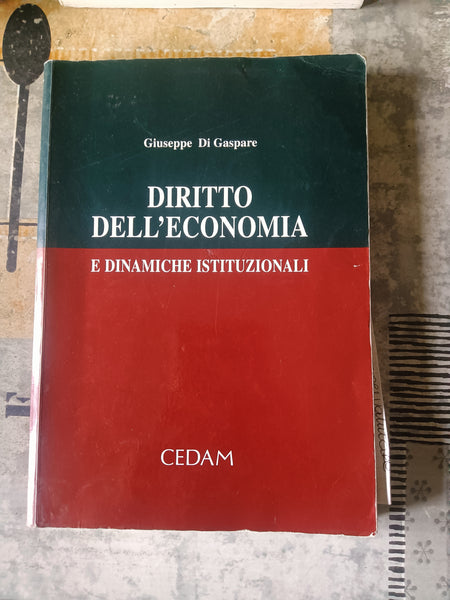 Giuseppe Di Gaspare
DIRITTO
DELL'ECONOMIA
E DINAMICHE ISTITUZIONALI
CEDAM